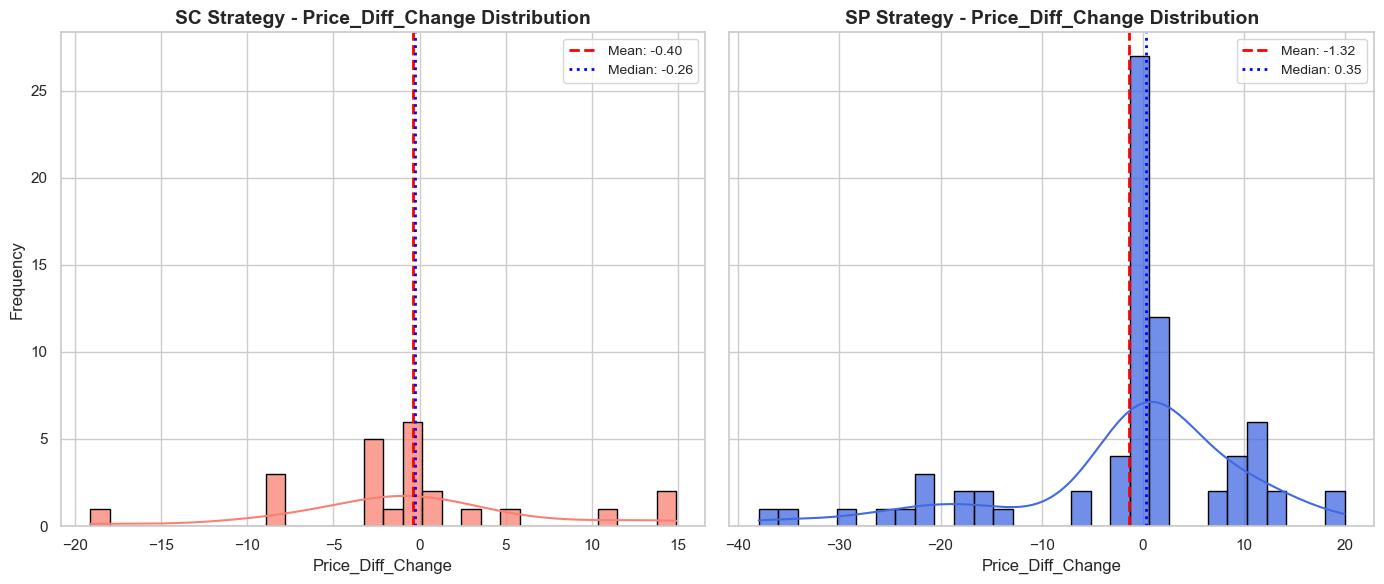 SC Strategy - Price_Diff_Change Distribution
Mean: -0.40
Median: -0.26
Frequency
25
20
15
10
5
0
−20
−15
−10
−5
0
5
10
15
Price_Diff_Change
SP Strategy - Price_Diff_Change Distribution
Mean: -1.32
Median: 0.35
−40
−30
−20
−10
0
10
20
Price_Diff_Change